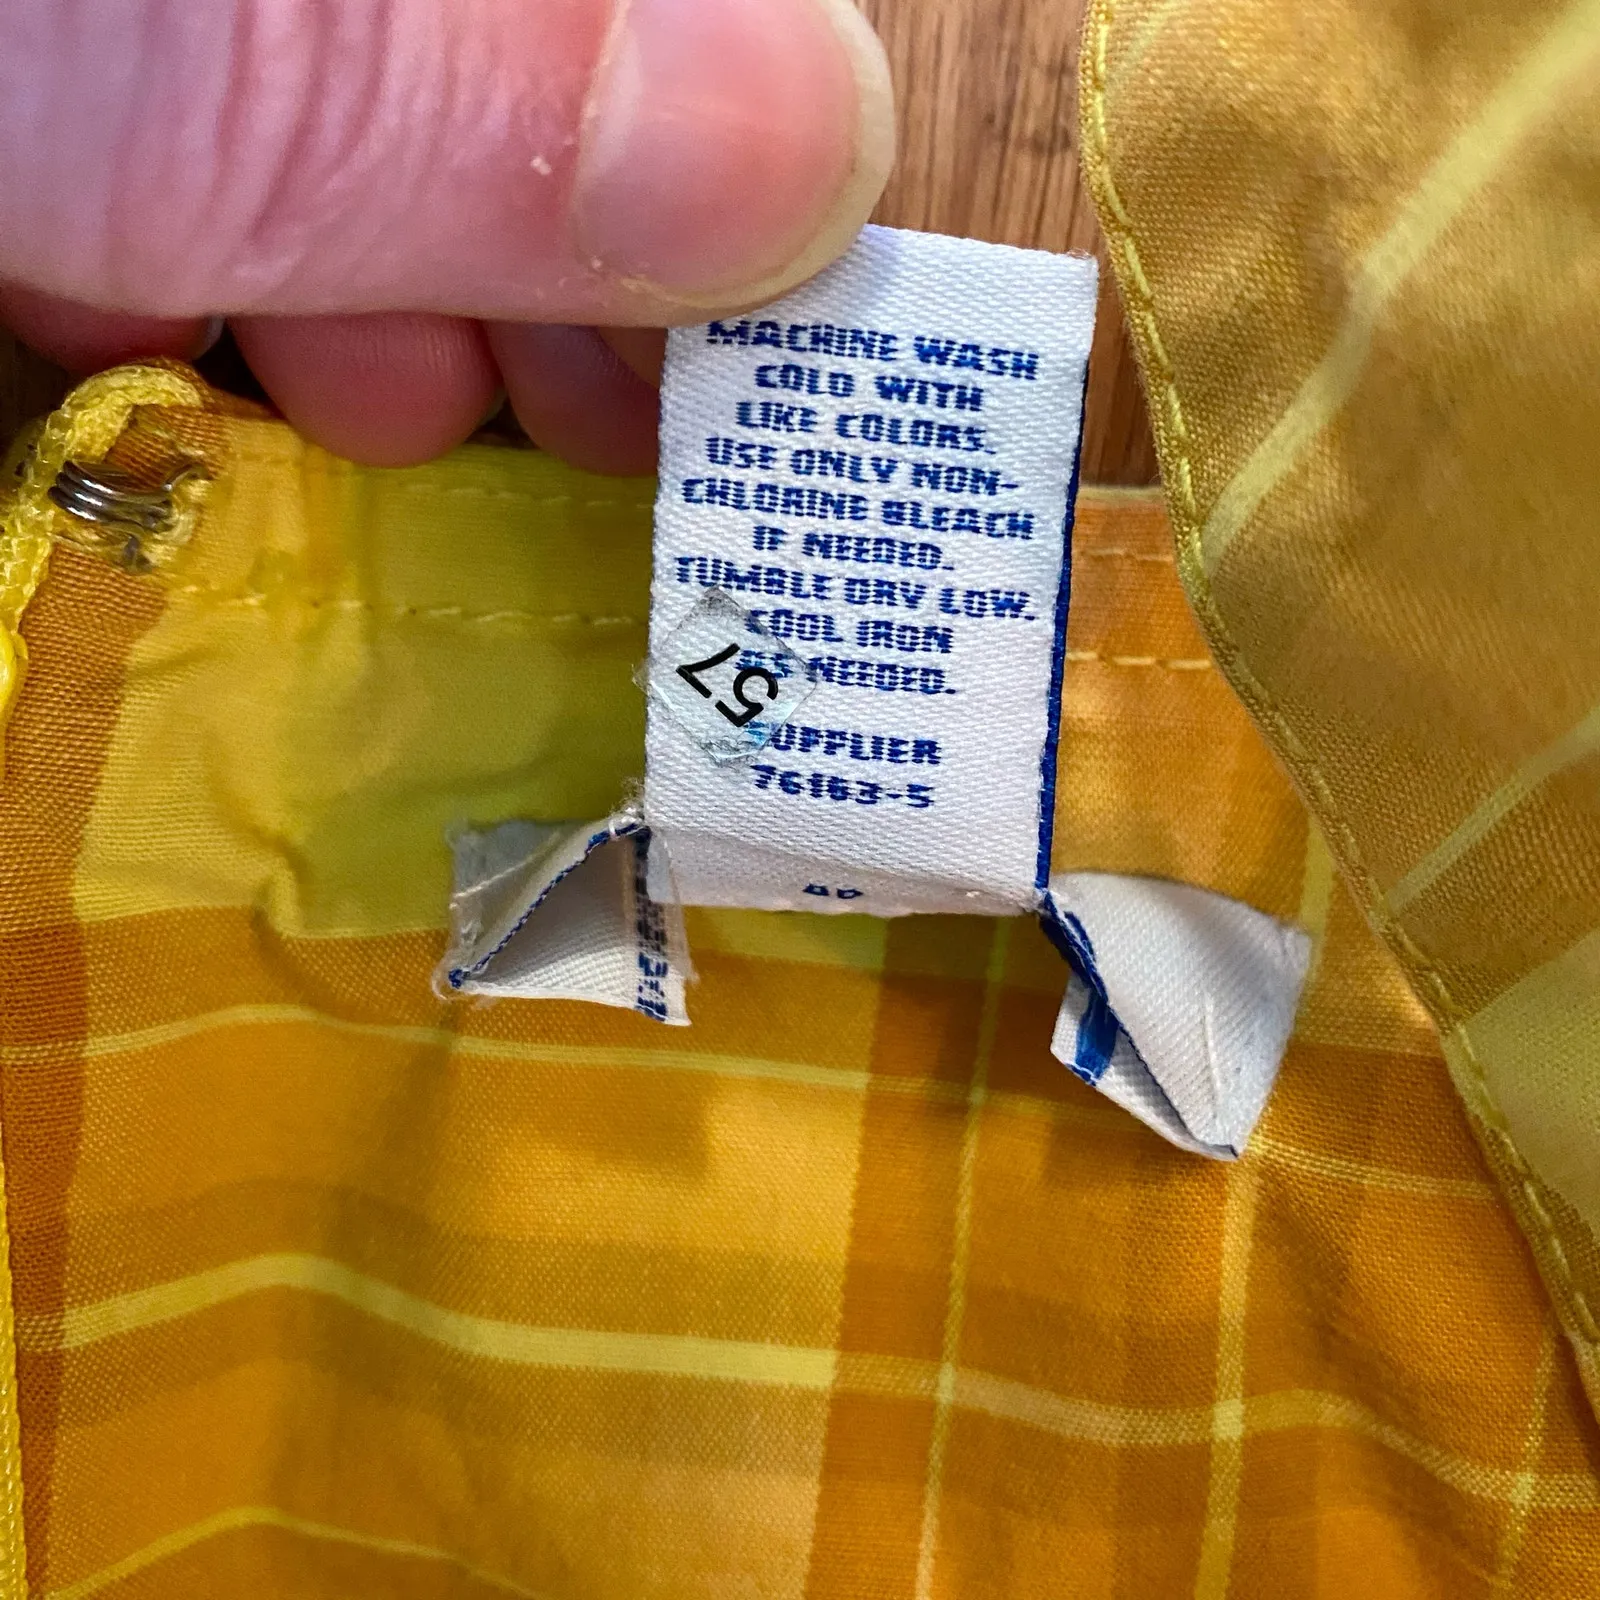 MACHINE WASH
COLD WITH
LIKE COLORS.
USE ONLY NON-
CHLORINE BLEACH
IF NEEDED.
TUMBLE DRY LOW.
COOL IRON
AS NEEDED.
57
SUPPLIER
76163-5